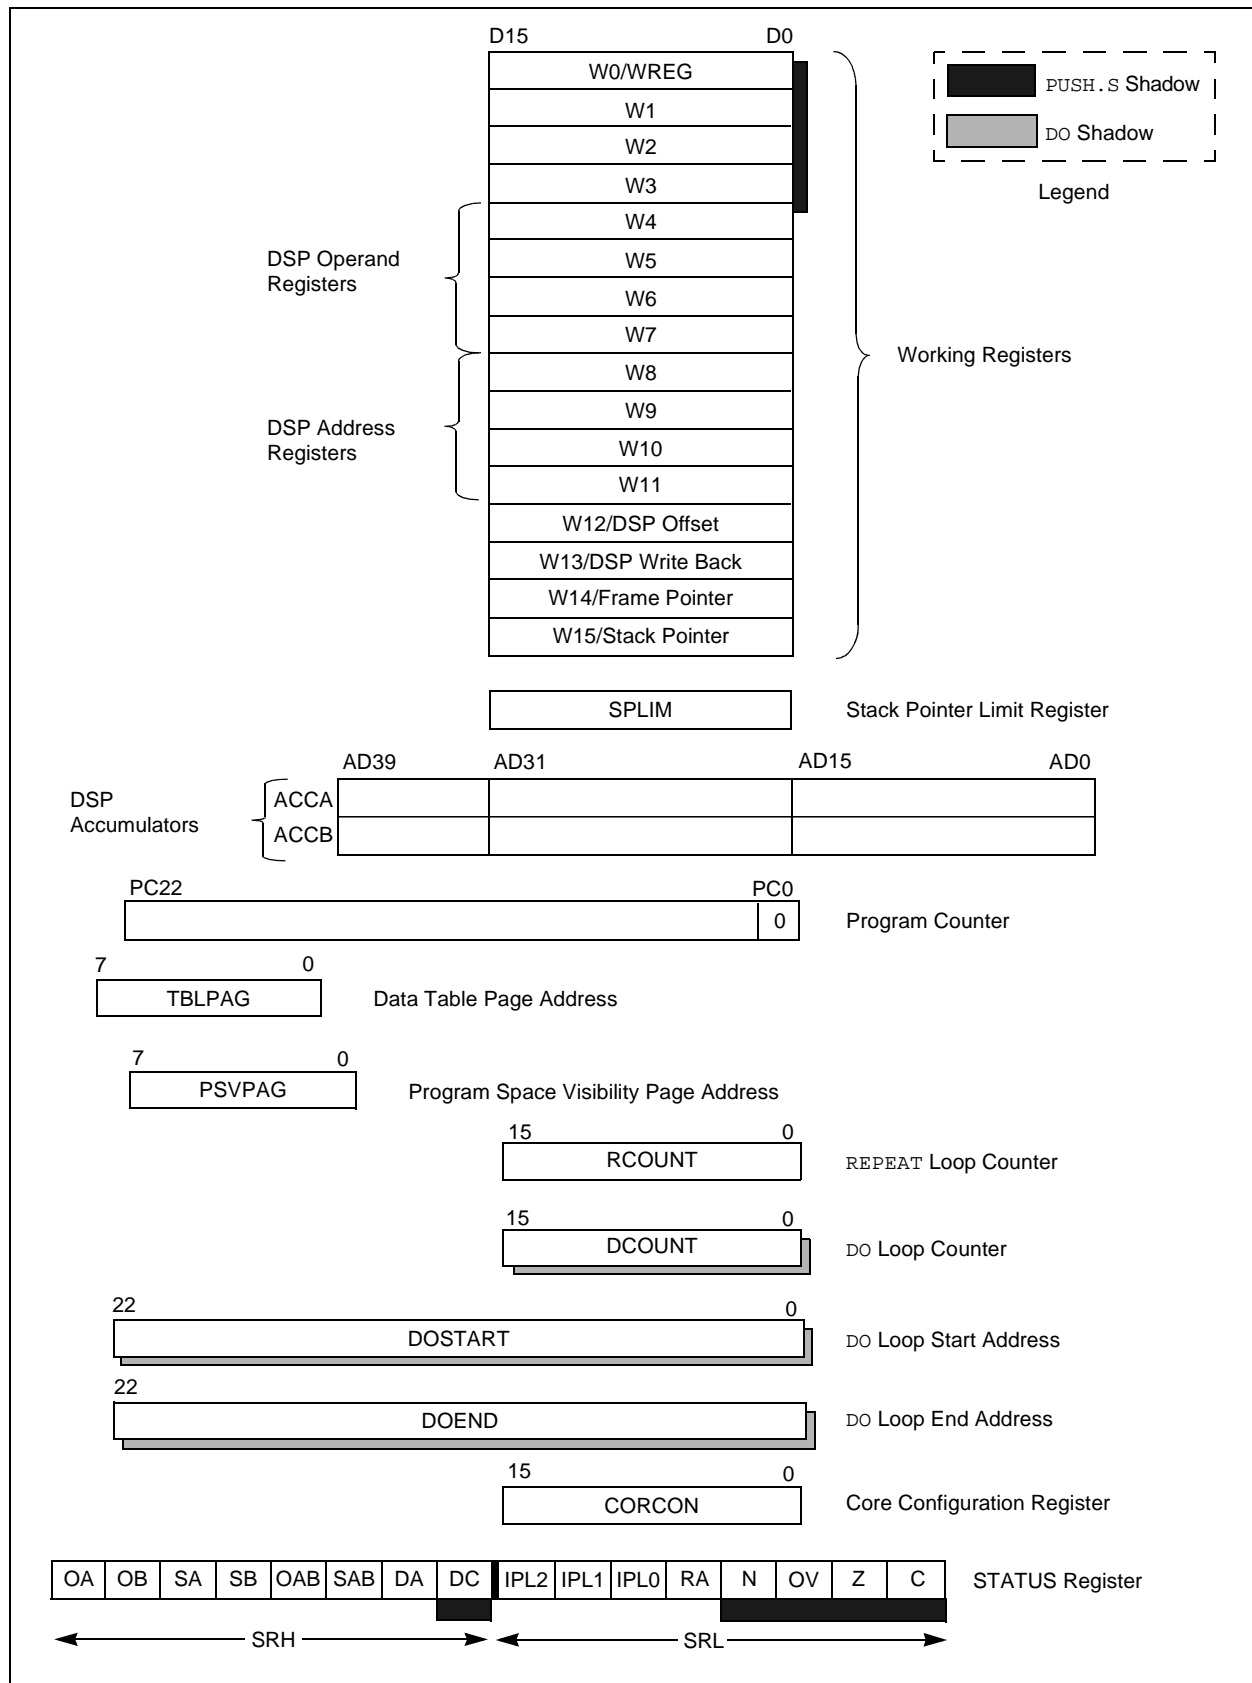 D15 D0
W0/WREG
PUSH.S Shadow
W1
DO Shadow
W2
W3
Legend
W4
DSP Operand
Registers
W5
W6
W7
Working Registers
W8
W9
DSP Address
Registers
W10
W11
W12/DSP Offset
W13/DSP Write Back
W14/Frame Pointer
W15/Stack Pointer
SPLIM Stack Pointer Limit Register
AD39 AD31 AD15 AD0
DSP
Accumulators
ACCA
ACCB
PC22 PC0
0 Program Counter
7 0
TBLPAG Data Table Page Address
7 0
PSVPAG Program Space Visibility Page Address
15 0
RCOUNT REPEAT Loop Counter
15 0
DCOUNT DO Loop Counter
22 0
DOSTART DO Loop Start Address
22
DOEND DO Loop End Address
15 0
CORCON Core Configuration Register
OA OB SA SB OAB SAB DA DC IPL2 IPL1 IPL0 RA N OV Z C STATUS Register
SRH SRL